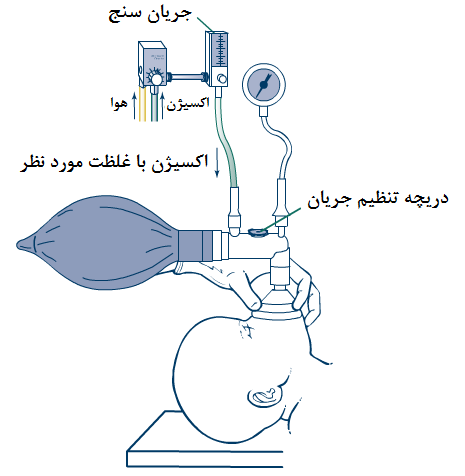 جریان سنج
هوا
اکسیژن
اکسیژن با غلظت مورد نظر
دریچه تنظیم جریان